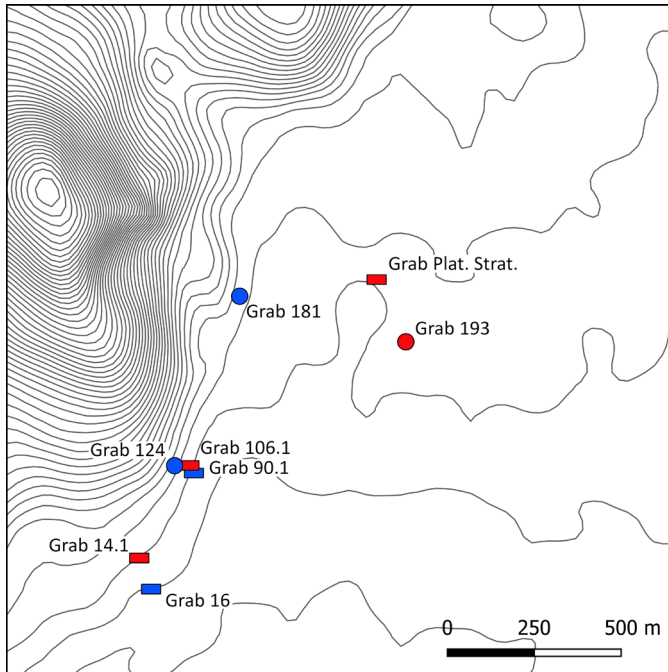 Grab Plat. Strat.
Grab 181
Grab 193
Grab 124
Grab 106.1
Grab 90.1
Grab 14.1
Grab 16
0 250 500 m